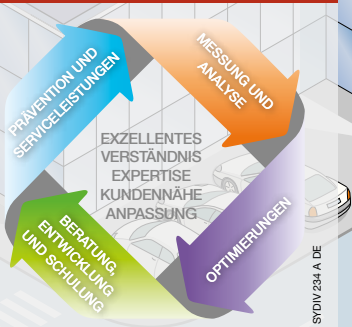 PRÄVENTION UND
SERVICELEISTUNGEN
MESSUNG UND
ANALYSE
EXZELLENTES
VERSTÄNDNIS
EXPERTISE
KUNDENNÄHE
ANPASSUNG
OPTIMIERUNGEN
BERATUNG,
ENTWICKLUNG
UND SCHULUNG
SYDIV 234 A DE